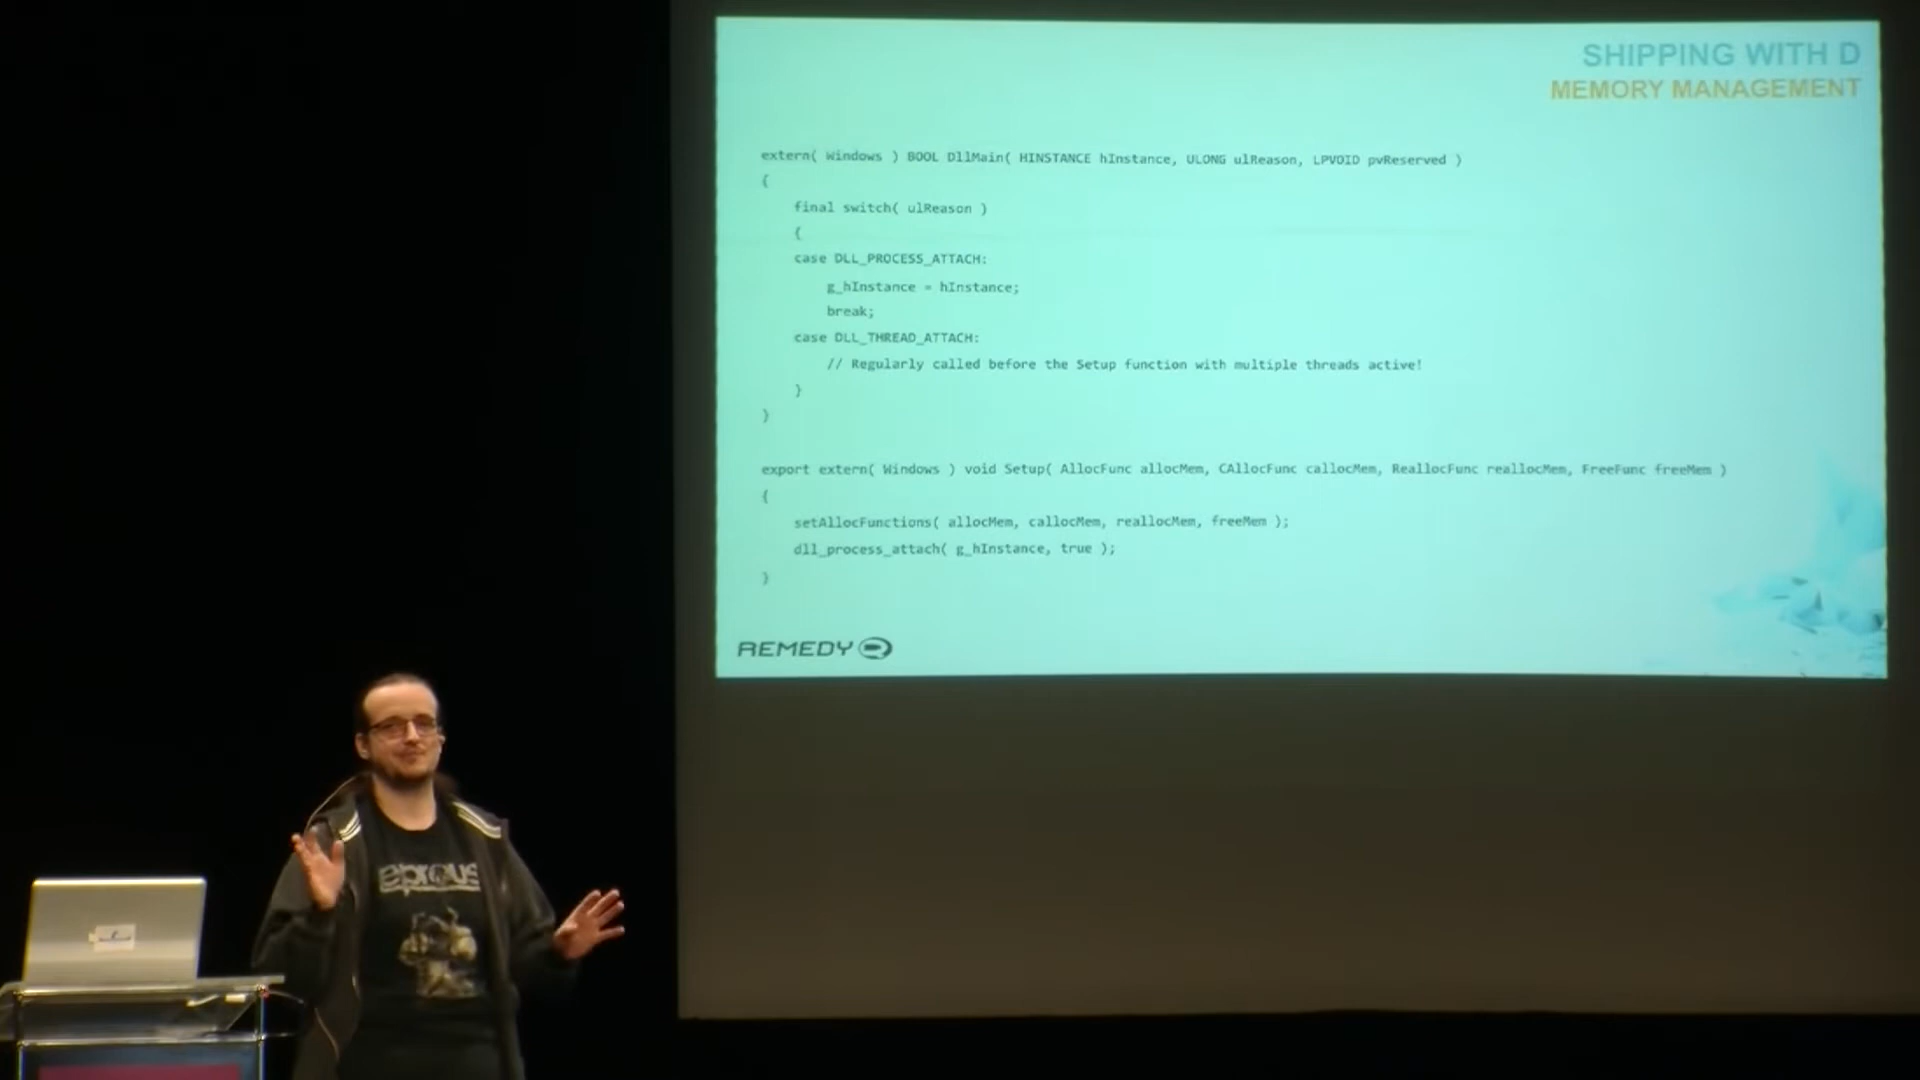 SHIPPING WITH D
MEMORY MANAGEMENT
extern( Windows ) BOOL DllMain( HINSTANCE hInstance, ULONG ulReason, LPVOID pvReserved )
{
final switch( ulReason )
{
case DLL_PROCESS_ATTACH:
g_hInstance = hInstance;
break;
case DLL_THREAD_ATTACH:
// Regularly called before the Setup function with multiple threads active!
}
}
export extern( Windows ) void Setup( AllocFunc allocMem, CAllocFunc callocMem, ReallocFunc reallocMem, FreeFunc freeMem )
{
setAllocFunctions( allocMem, callocMem, reallocMem, freeMem );
dll_process_attach( g_hInstance, true );
}
REMEDY